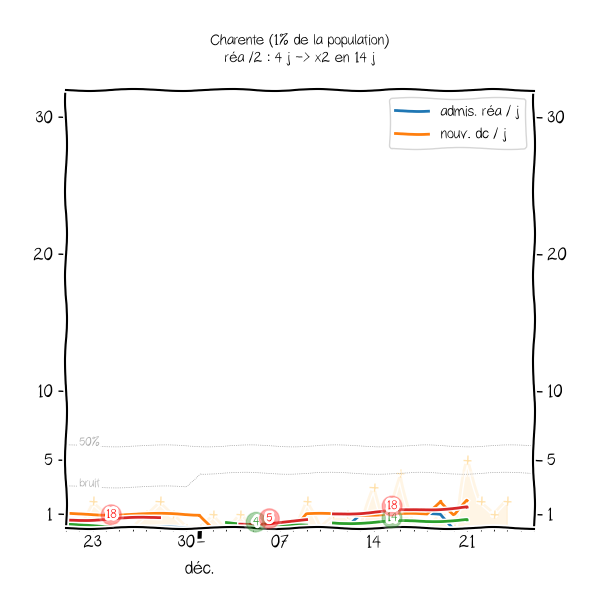 Charente (1% de la population)
réa /2 : 4 j -> x2 en 14 j
admis. réa / j
nouv. dc / j
30 30
20 20
10 10
50%
5 5
bruit
18 4 5 18 14
1 1
23 30 07 14 21
déc.